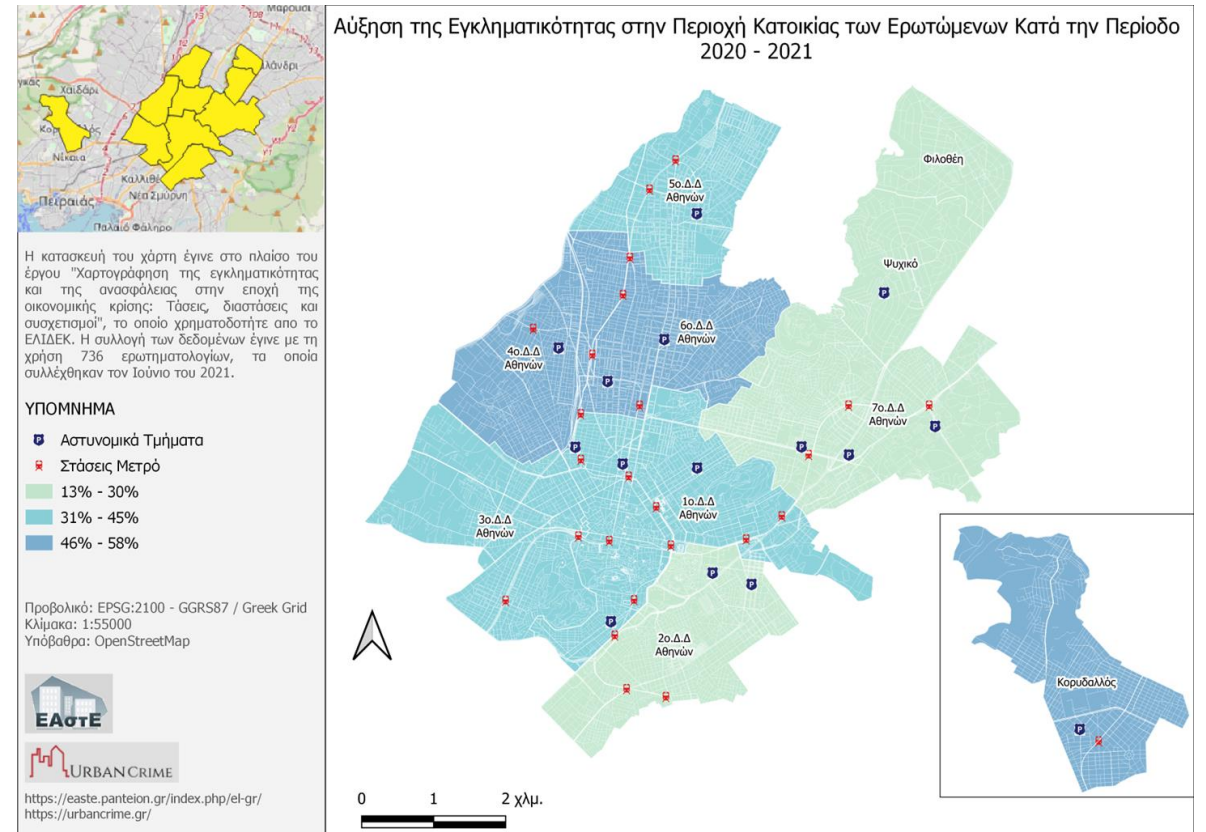 Αύξηση της Εγκληματικότητας στην Περιοχή Κατοικίας των Ερωτώμενων Κατά την Περίοδο
2020 - 2021
Μαρούσι
λάνδρι
Χαϊδάρι
Νίκαια
Καλλιθέ
Νέα Σμύρνη
Πειραιάς
Παλαιό Φάληρο
Η κατασκευή του χάρτη έγινε στο πλαίσο του
έργου "Χαρτογράφηση της εγκληματικότητας
και της ανασφάλειας στην εποχή της
οικονομικής κρίσης: Τάσεις, διαστάσεις και
συσχετισμοί", το οποίο χρηματοδοτήτε απο το
ΕΛΙΔΕΚ. Η συλλογή των δεδομένων έγινε με τη
χρήση 736 ερωτηματολογίων, τα οποία
συλλέχθηκαν τον Ιούνιο του 2021.
ΥΠΟΜΝΗΜΑ
Αστυνομικά Τμήματα
Στάσεις Μετρό
13% - 30%
31% - 45%
46% - 58%
Προβολικό: EPSG:2100 - GGRS87 / Greek Grid
Κλίμακα: 1:55000
Υπόβαθρα: OpenStreetMap
ΕΑστΕ
URBANCRIME
https://easte.panteion.gr/index.php/el-gr/
https://urbancrime.gr/
Φιλοθέη
5ο.Δ.Δ
Αθηνών
Ψυχικό
6ο.Δ.Δ
Αθηνών
4ο.Δ.Δ
Αθηνών
7ο.Δ.Δ
Αθηνών
1ο.Δ.Δ
Αθηνών
3ο.Δ.Δ
Αθηνών
2ο.Δ.Δ
Αθηνών
Κορυδαλλός
0 1 2 χλμ.